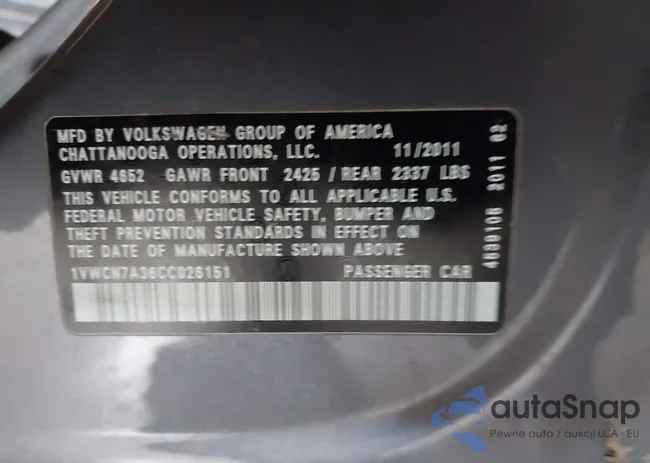 MFD BY VOLKSWAGEN GROUP OF AMERICA
CHATTANOOGA OPERATIONS, LLC. 11/2011
GVWR 4652 GAWR FRONT 2425 / REAR 2337 LBS
THIS VEHICLE CONFORMS TO ALL APPLICABLE U.S.
FEDERAL MOTOR VEHICLE SAFETY, BUMPER AND
THEFT PREVENTION STANDARDS IN EFFECT ON
THE DATE OF MANUFACTURE SHOWN ABOVE
1VWCN7A36CC026151 PASSENGER CAR
4639106 2011 02
autaSnap
Pewne auta z aukcji USA · EU